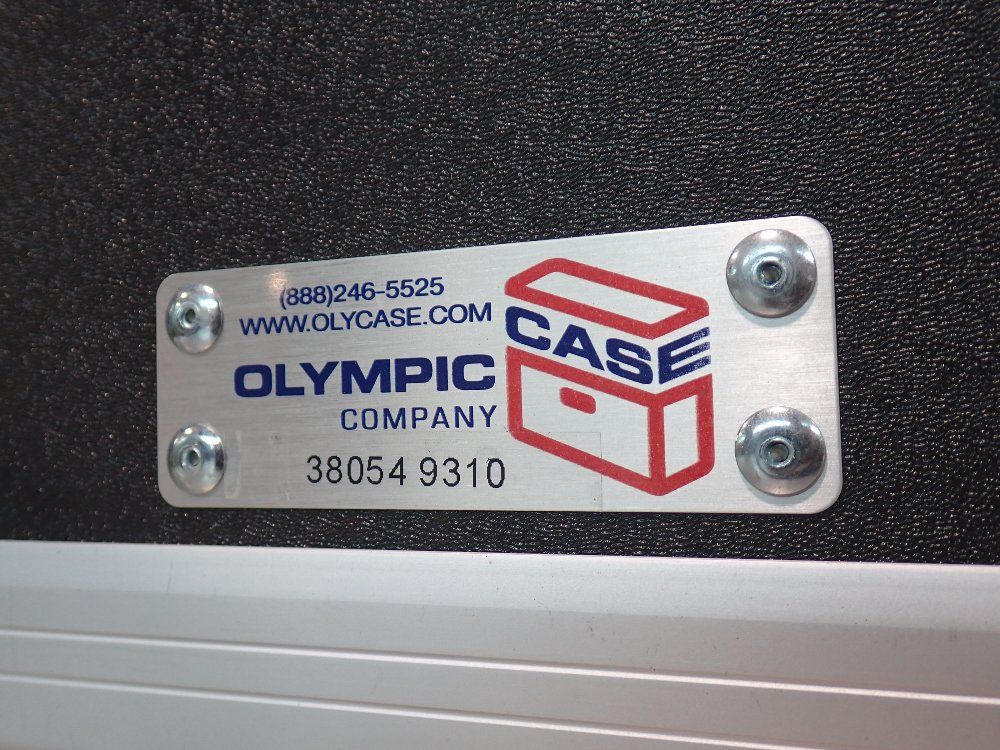 (888)246-5525
WWW.OLYCASE.COM
OLYMPIC
COMPANY
CASE
38054 9310